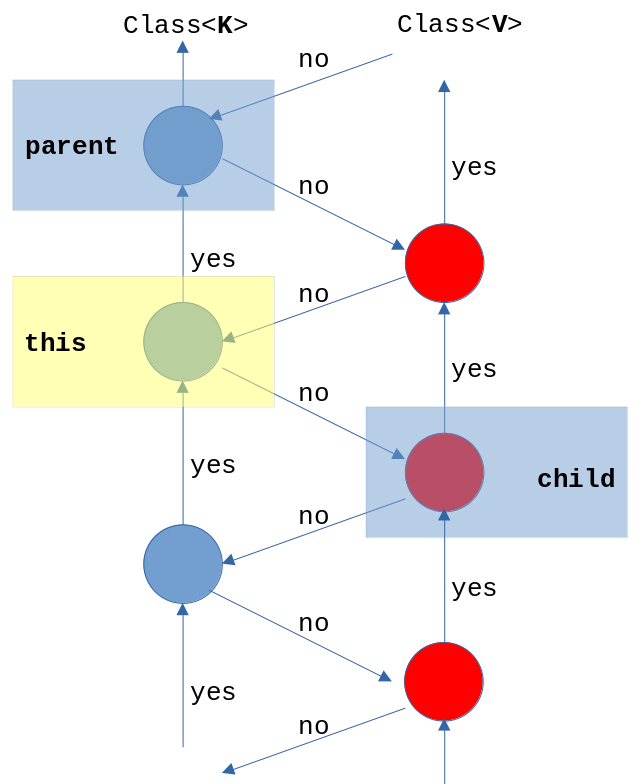 Class<K>
Class<V>
no
parent
yes
no
yes
no
this
yes
no
yes
child
no
yes
no
yes
no